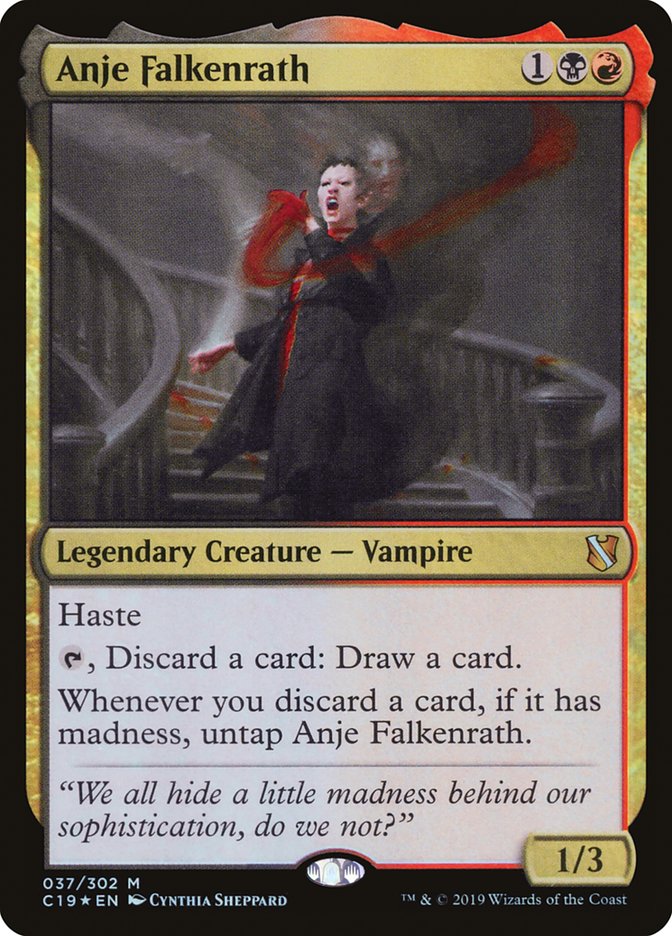 Anje Falkenrath 1
Legendary Creature — Vampire
Haste
, Discard a card: Draw a card.
Whenever you discard a card, if it has
madness, untap Anje Falkenrath.
“We all hide a little madness behind our
sophistication, do we not?”
1/3
037/302 M
C19★EN Cynthia Sheppard
™ & © 2019 Wizards of the Coast